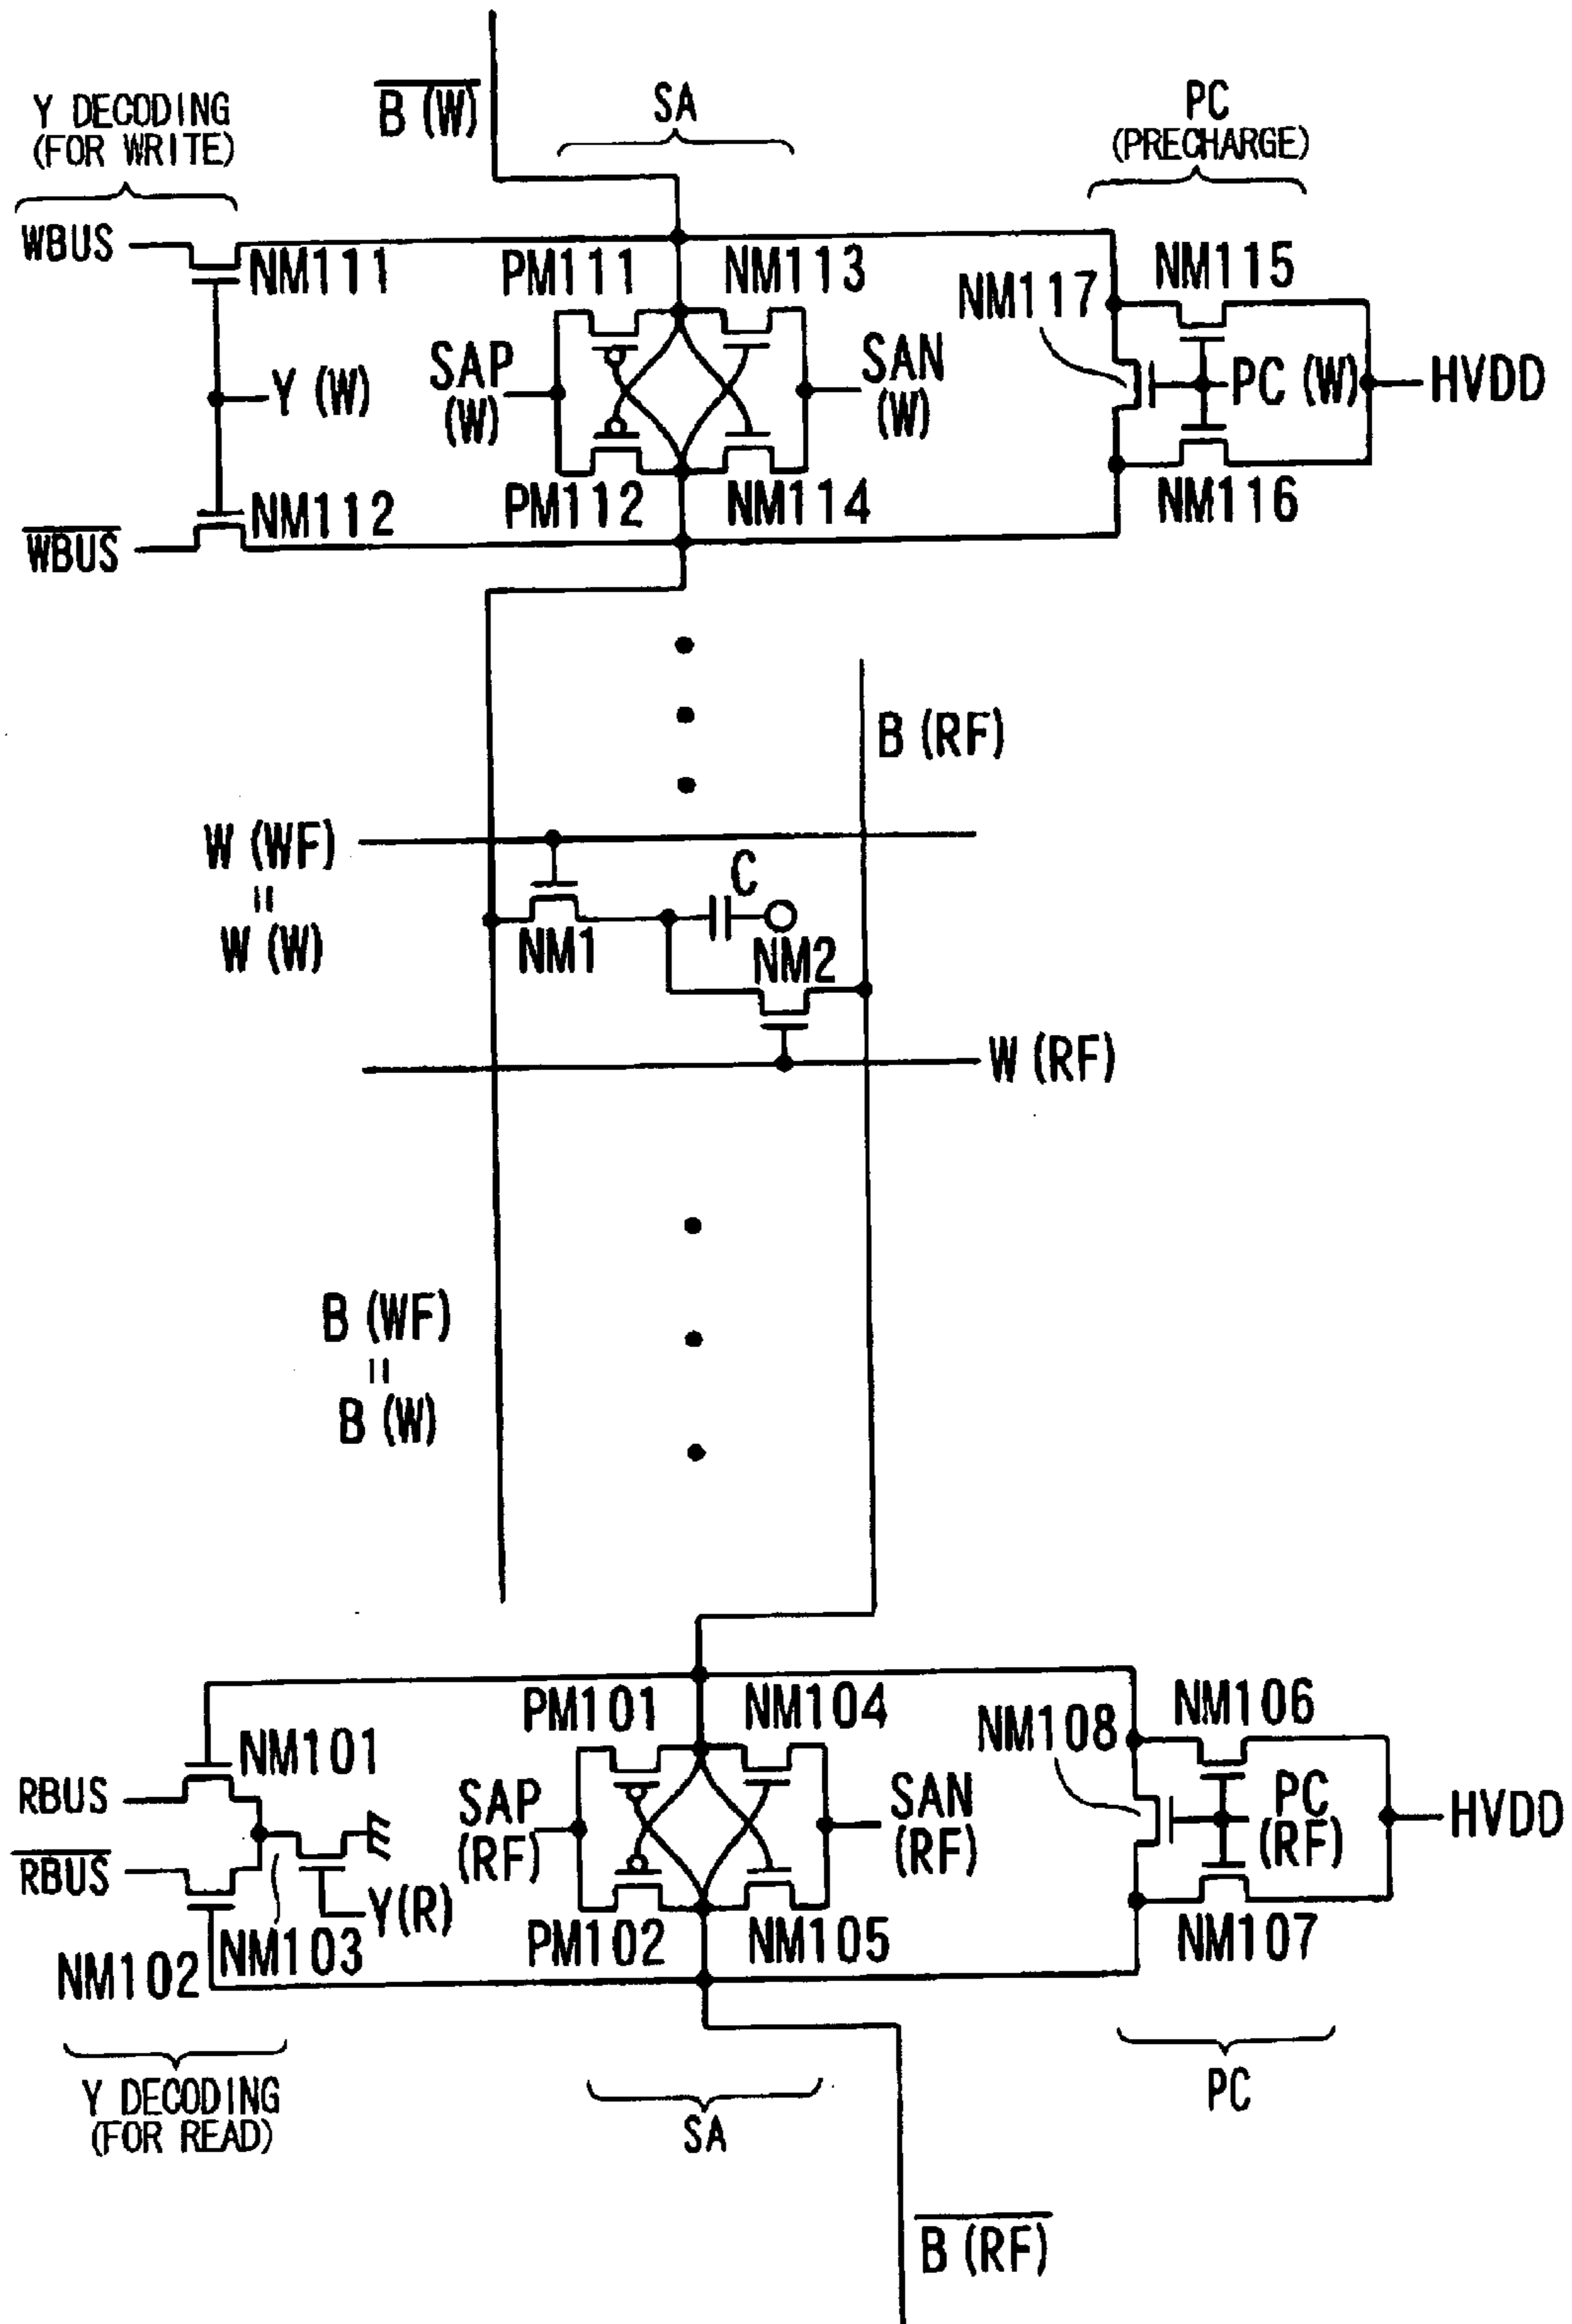 B (W)
SA
PC
(PRECHARGE)
Y DECODING
(FOR WRITE)
WBUS
NM111
PM111
NM113
NM117
NM115
SAP
(W)
SAN
(W)
Y (W)
PC (W)
HVDD
PM112
NM114
NM116
NM112
WBUS
B (RF)
W (WF)
=
W (W)
C
NM1
NM2
W (RF)
B (WF)
=
B (W)
PM101
NM104
NM108
NM106
NM101
RBUS
SAP
(RF)
SAN
(RF)
PC
(RF)
HVDD
RBUS
Y(R)
NM103
NM102
PM102
NM105
NM107
Y DECODING
(FOR READ)
SA
PC
B (RF)